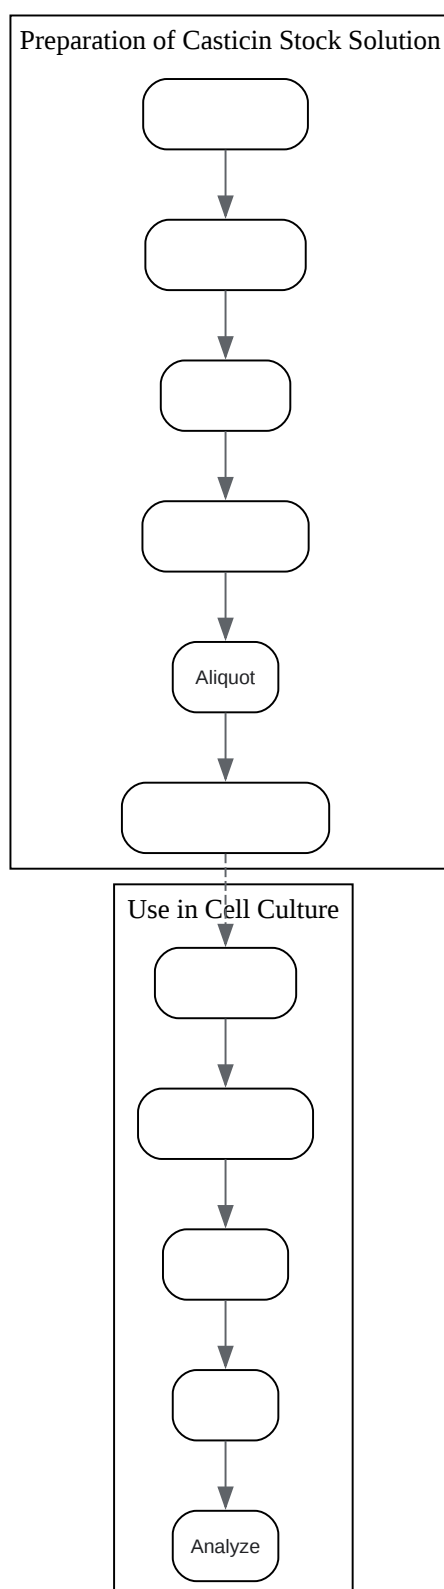 Preparation of Casticin Stock Solution
Aliquot
Use in Cell Culture
Analyze